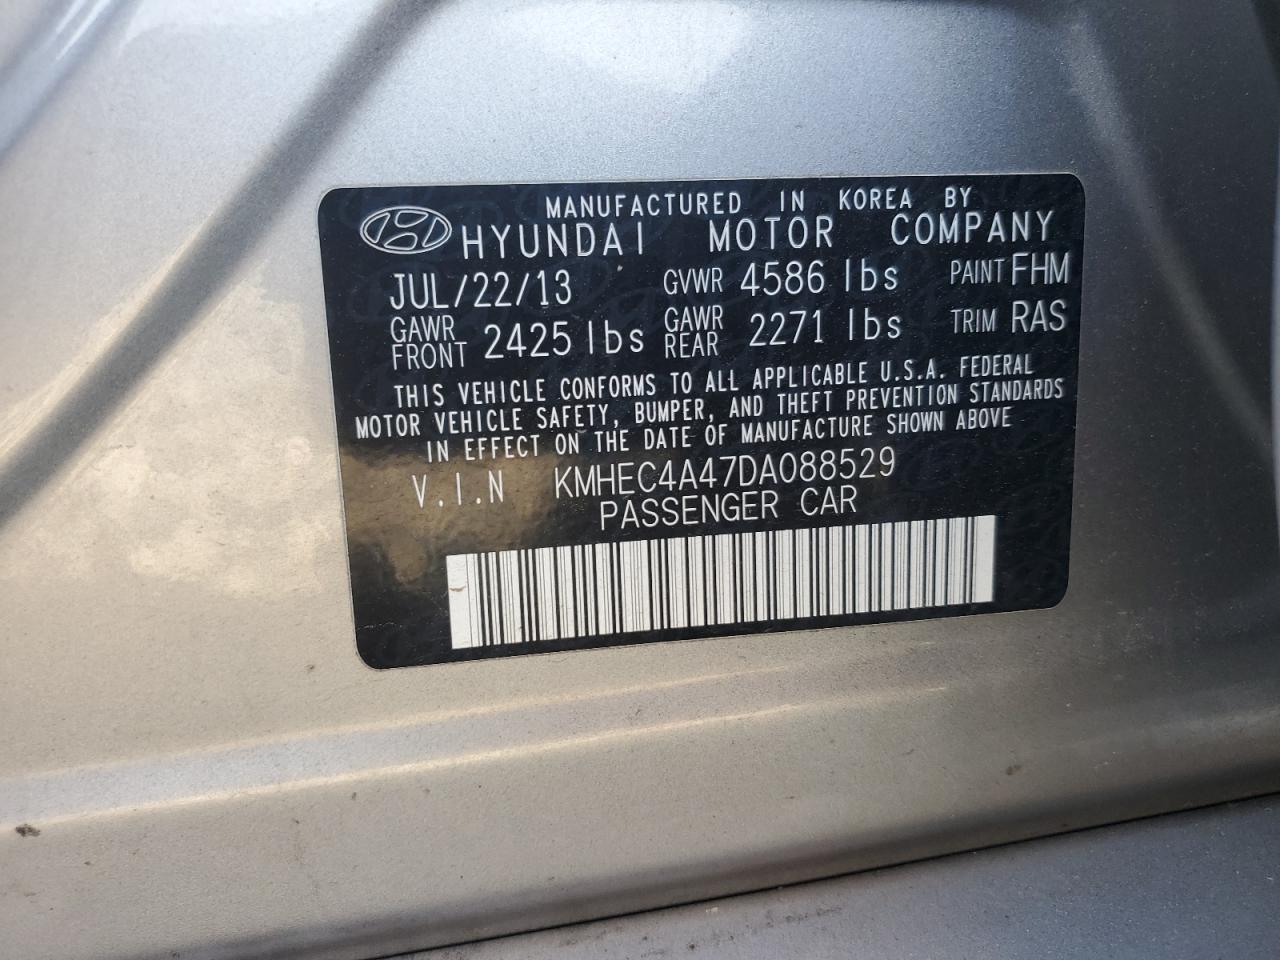 MANUFACTURED IN KOREA BY
HYUNDAI MOTOR COMPANY
JUL/22/13 GVWR 4586 lbs PAINT FHM
GAWR FRONT 2425 lbs GAWR REAR 2271 lbs TRIM RAS
THIS VEHICLE CONFORMS TO ALL APPLICABLE U.S.A. FEDERAL
MOTOR VEHICLE SAFETY, BUMPER, AND THEFT PREVENTION STANDARDS
IN EFFECT ON THE DATE OF MANUFACTURE SHOWN ABOVE
V.I.N KMHEC4A47DA088529
PASSENGER CAR